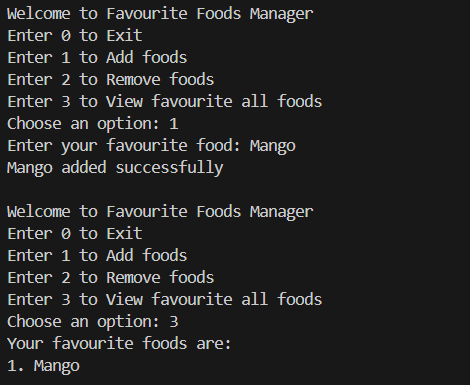 Welcome to Favourite Foods Manager
Enter 0 to Exit
Enter 1 to Add foods
Enter 2 to Remove foods
Enter 3 to View favourite all foods
Choose an option: 1
Enter your favourite food: Mango
Mango added successfully

Welcome to Favourite Foods Manager
Enter 0 to Exit
Enter 1 to Add foods
Enter 2 to Remove foods
Enter 3 to View favourite all foods
Choose an option: 3
Your favourite foods are:
1. Mango